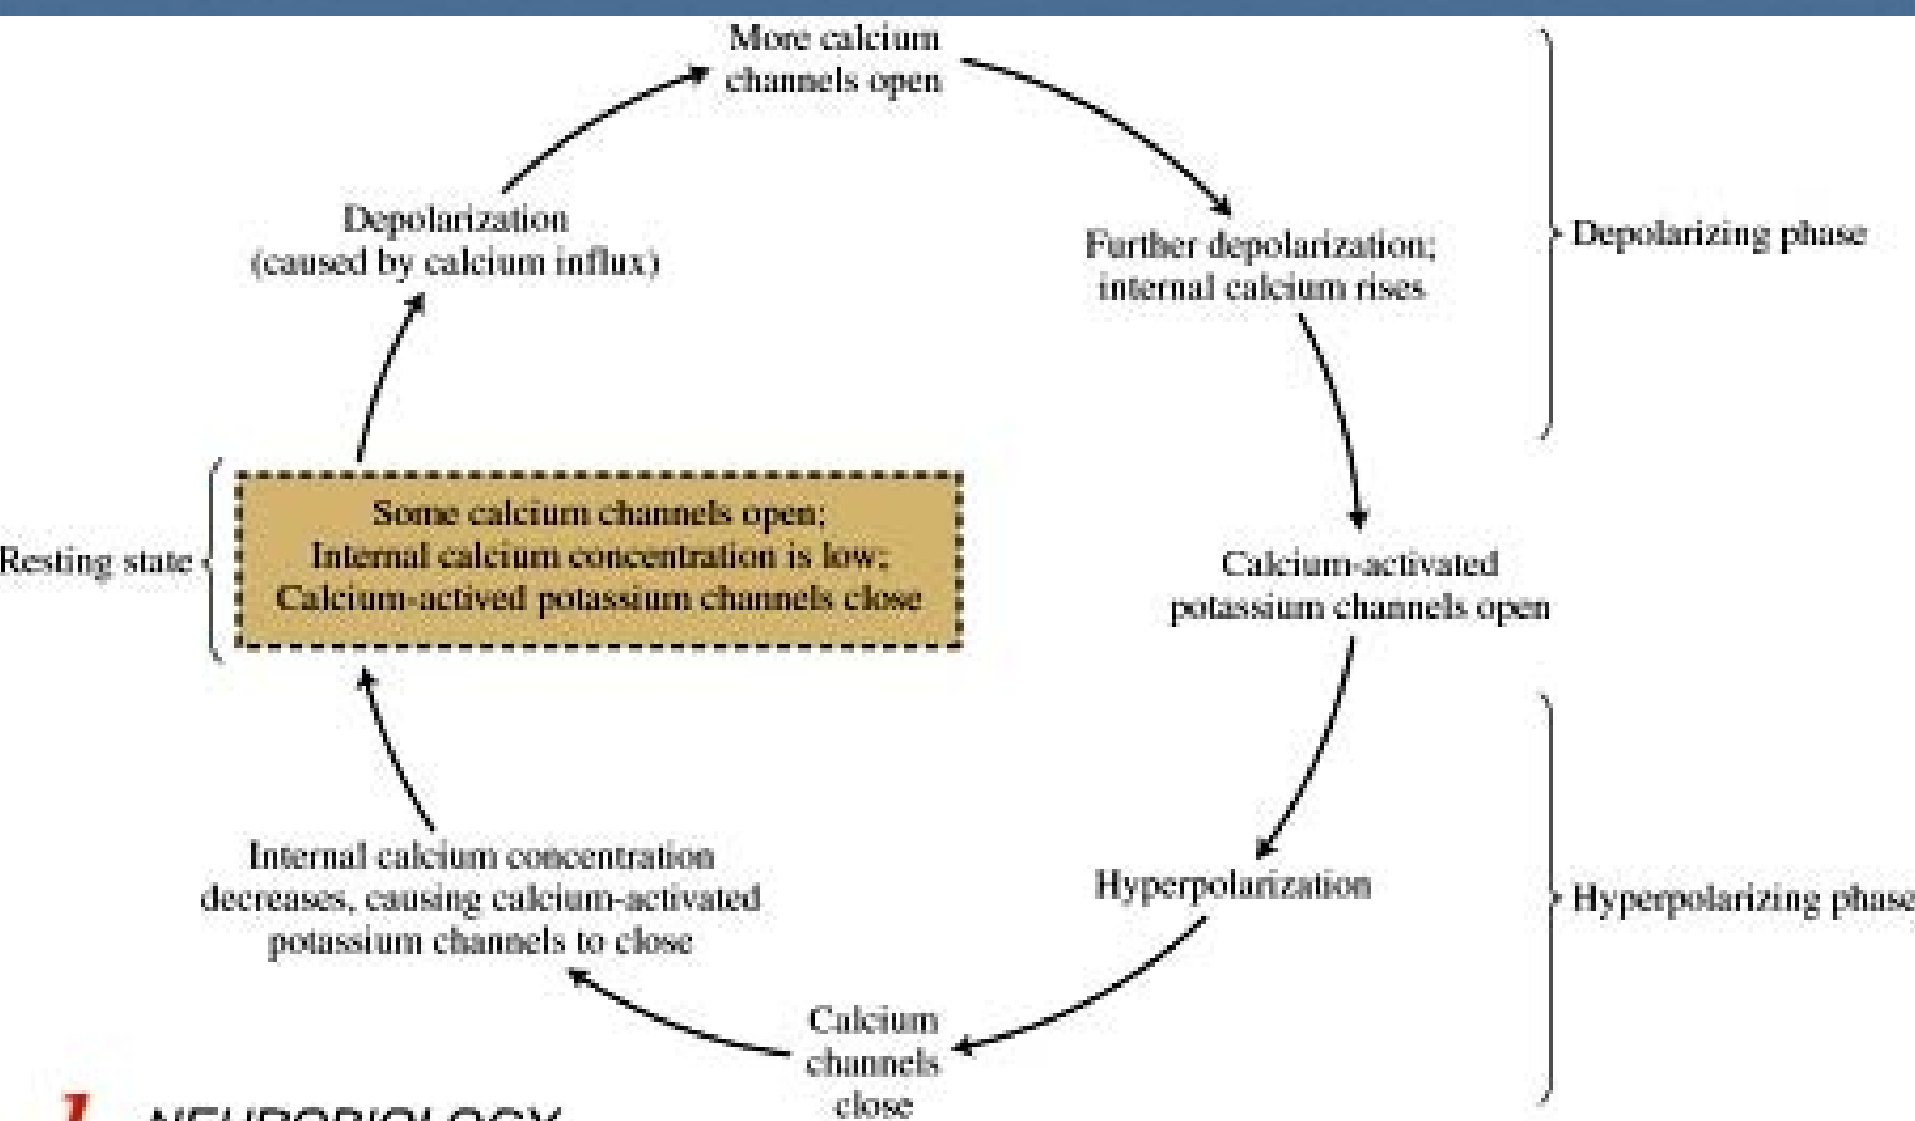 More calcium
channels open
Depolarization
(caused by calcium influx)
Further depolarization;
internal calcium rises
Depolarizing phase
Resting state
Some calcium channels open;
Internal calcium concentration is low;
Calcium-actived potassium channels close
Calcium-activated
potassium channels open
Internal calcium concentration
decreases, causing calcium-activated
potassium channels to close
Hyperpolarization
Hyperpolarizing phase
Calcium
channels
close
NEUROBIOLOGY